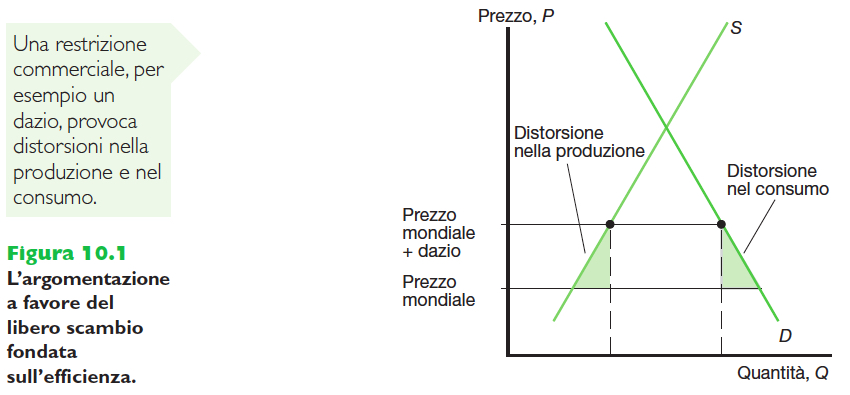 Una restrizione
commerciale, per
esempio un
dazio, provoca
distorsioni nella
produzione e nel
consumo.
Figura 10.1
L'argomentazione
a favore del
libero scambio
fondata
sull'efficienza.
Prezzo, P
S
Distorsione
nella produzione
Distorsione
nel consumo
Prezzo
mondiale
+ dazio
Prezzo
mondiale
D
Quantità, Q